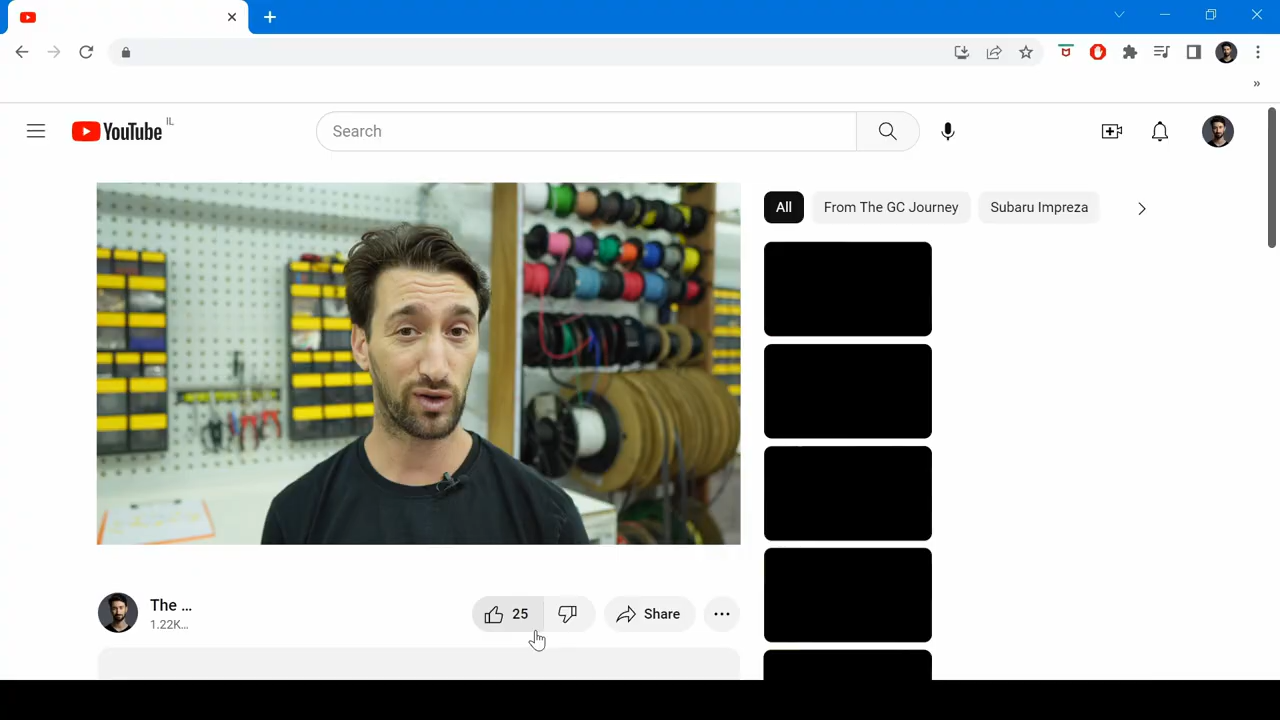 YouTube IL
Search
All
From The GC Journey
Subaru Impreza
The ...
1.22K...
25
Share